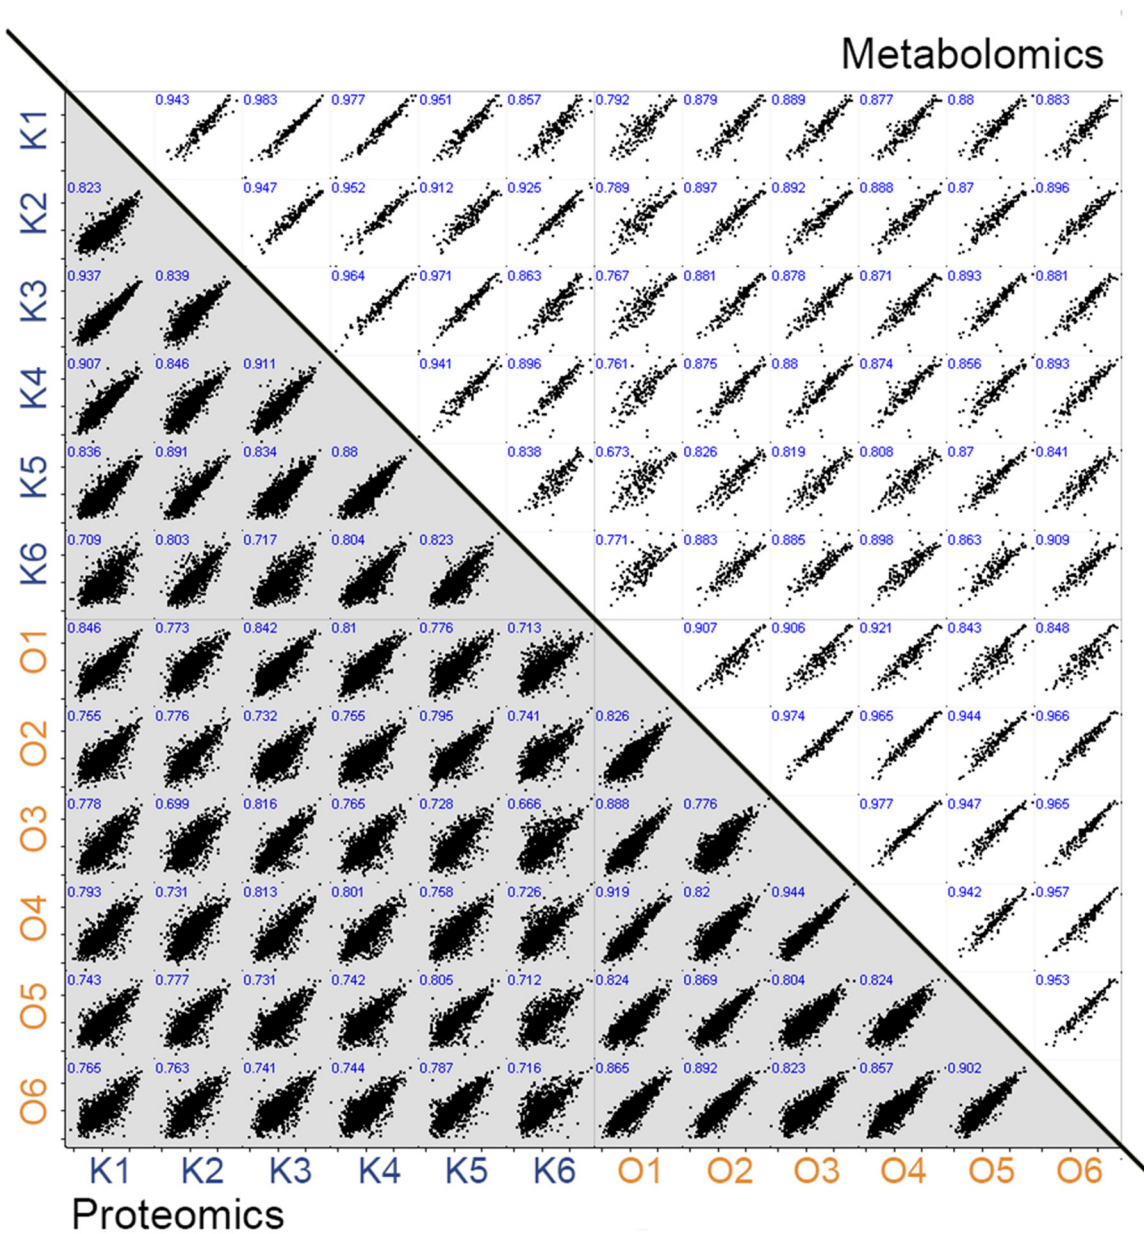 Metabolomics
K1 0.943 0.983 0.977 0.951 0.857 0.792 0.879 0.889 0.877 0.88 0.883
K2 0.823 0.947 0.952 0.912 0.925 0.789 0.897 0.892 0.888 0.87 0.896
K3 0.937 0.839 0.964 0.971 0.863 0.767 0.881 0.878 0.871 0.893 0.881
K4 0.907 0.846 0.911 0.941 0.896 0.761 0.875 0.88 0.874 0.856 0.893
K5 0.836 0.891 0.834 0.88 0.838 0.673 0.826 0.819 0.808 0.87 0.841
K6 0.709 0.803 0.717 0.804 0.823 0.771 0.883 0.885 0.898 0.863 0.909
O1 0.846 0.773 0.842 0.81 0.776 0.713 0.907 0.906 0.921 0.843 0.848
O2 0.755 0.776 0.732 0.755 0.795 0.741 0.826 0.974 0.965 0.944 0.966
O3 0.778 0.699 0.816 0.765 0.728 0.666 0.888 0.776 0.977 0.947 0.965
O4 0.793 0.731 0.813 0.801 0.758 0.726 0.919 0.82 0.944 0.942 0.957
O5 0.743 0.777 0.731 0.742 0.805 0.712 0.824 0.869 0.804 0.824 0.953
O6 0.765 0.763 0.741 0.744 0.787 0.716 0.865 0.892 0.823 0.857 0.902
K1 K2 K3 K4 K5 K6 O1 O2 O3 O4 O5 O6
Proteomics